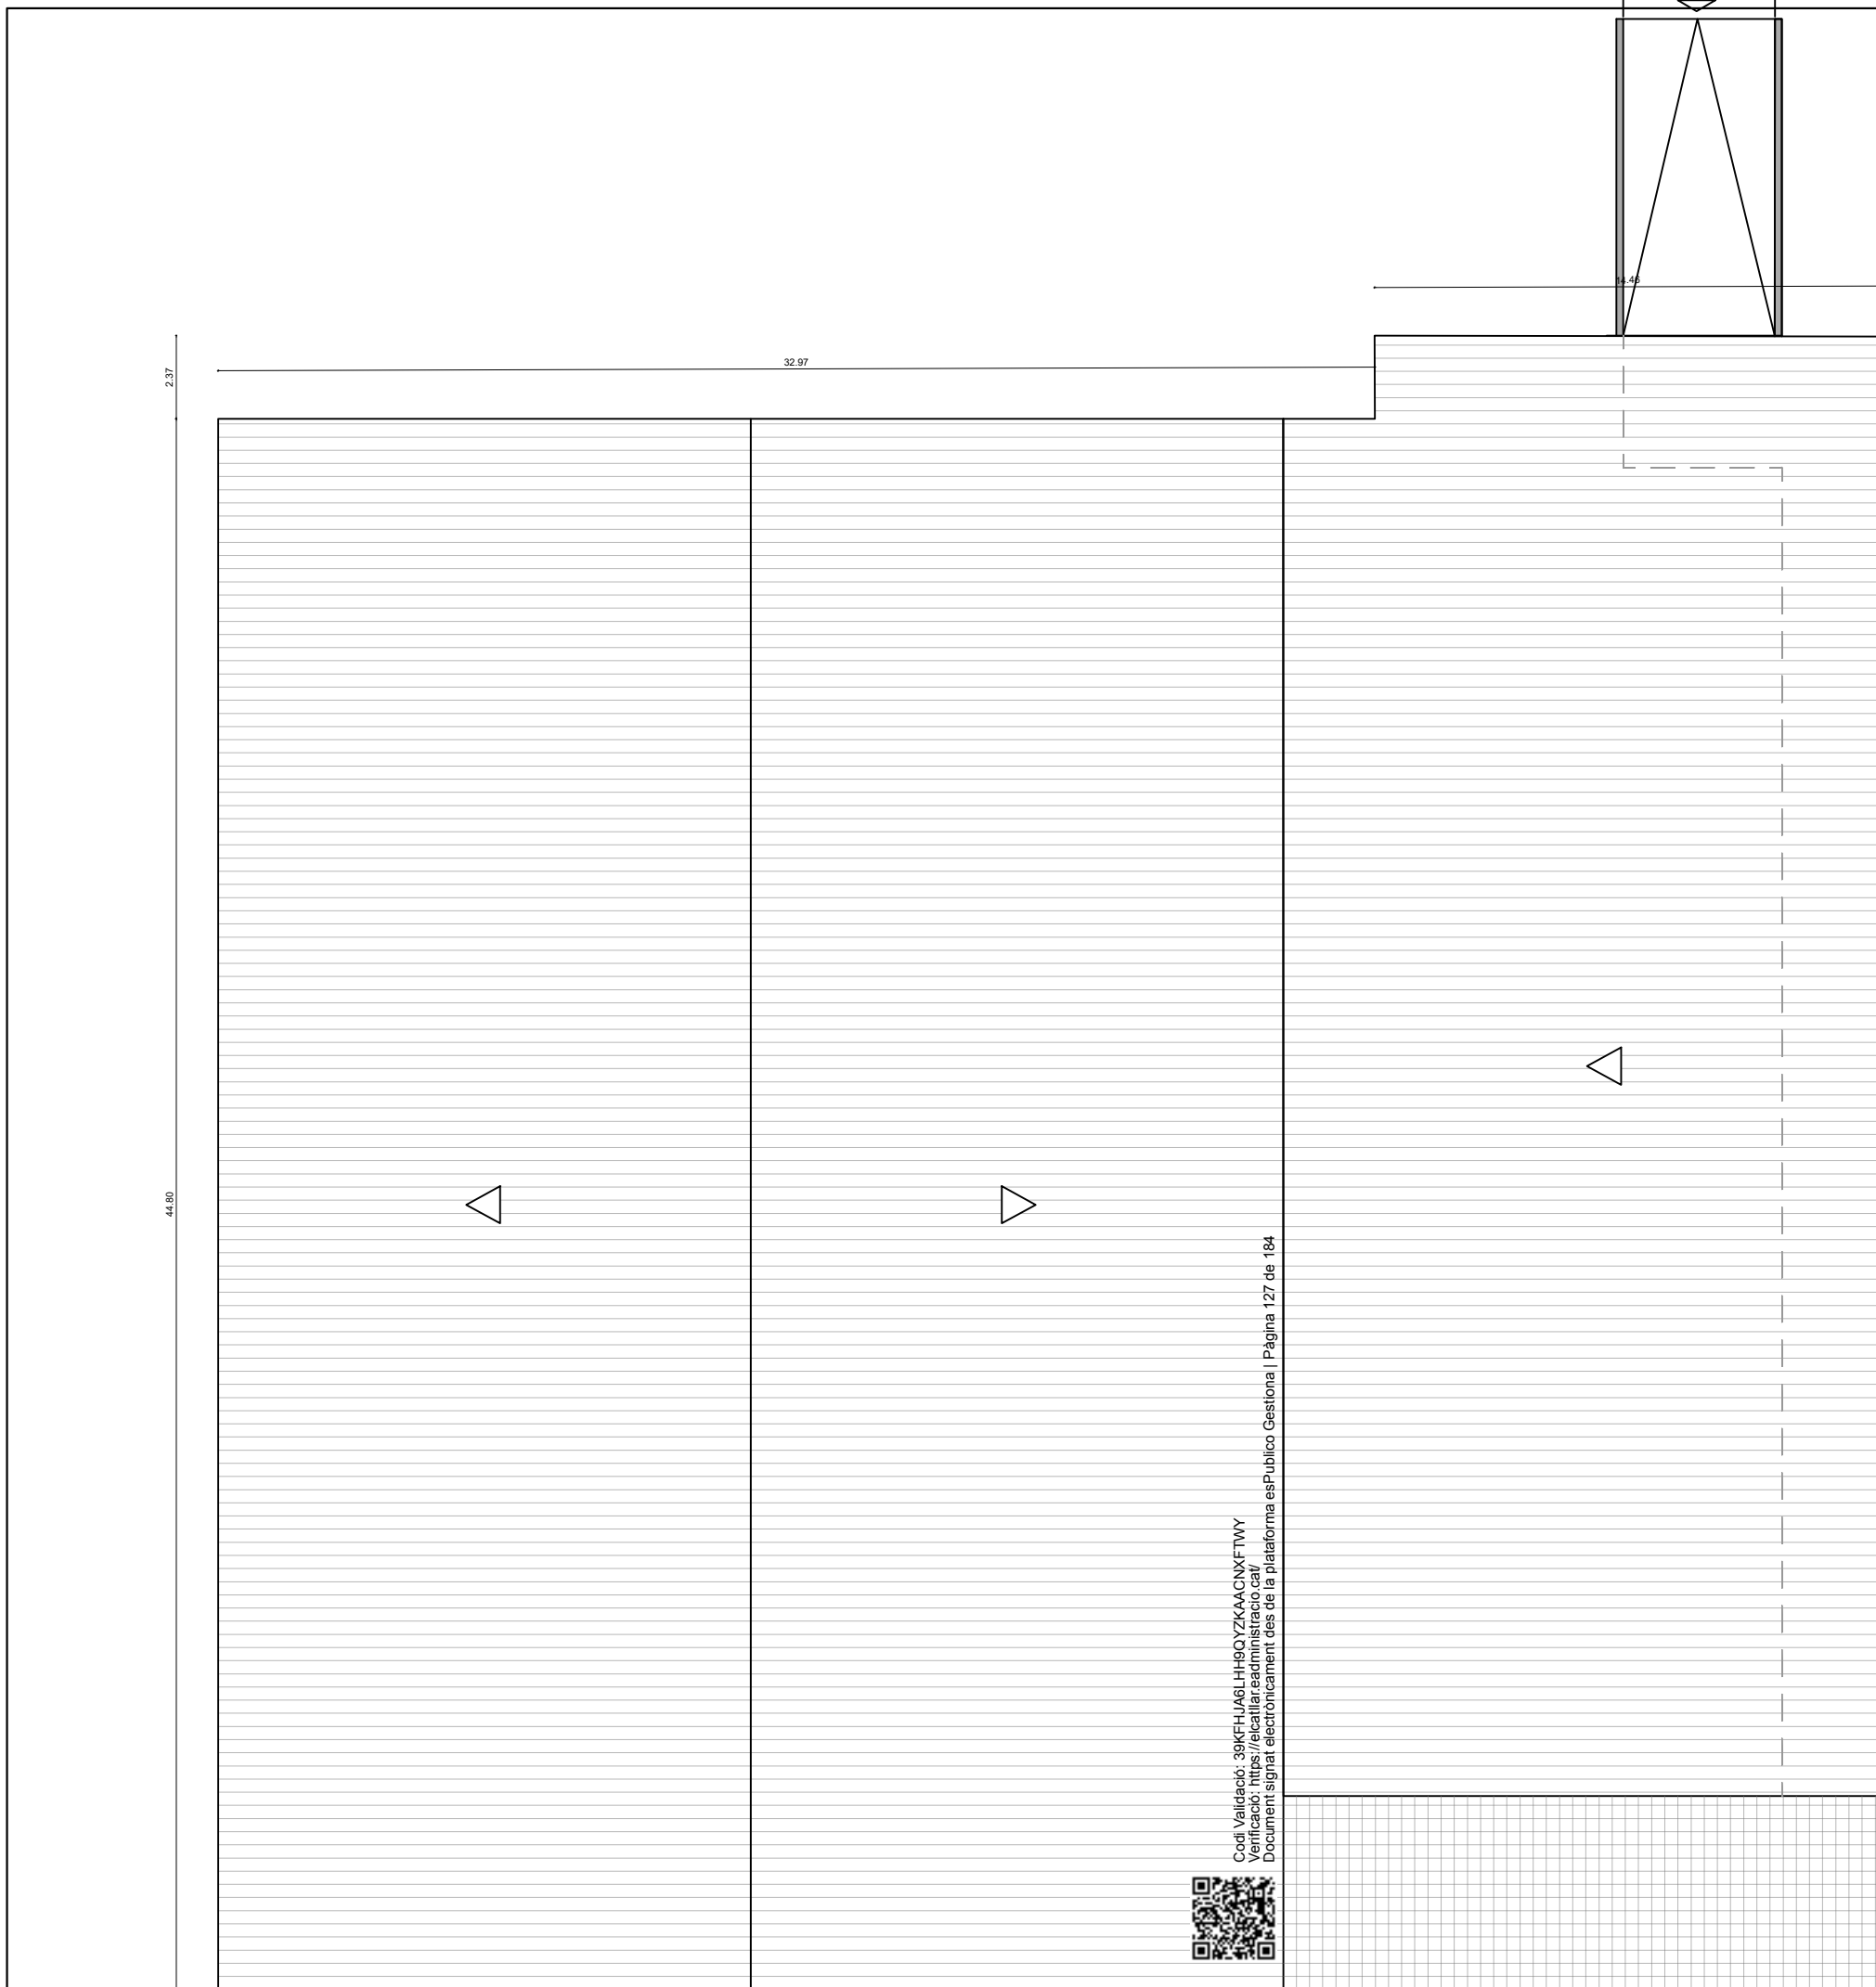 14.46
32.97
2.37
44.80
Codi Validació: 39KFHJA6LHH9QYZKAACNXFTWY
Verificació: https://elcatllar.eadministracio.cat/
Document signat electrònicament des de la plataforma esPublico Gestiona | Pàgina 127 de 184